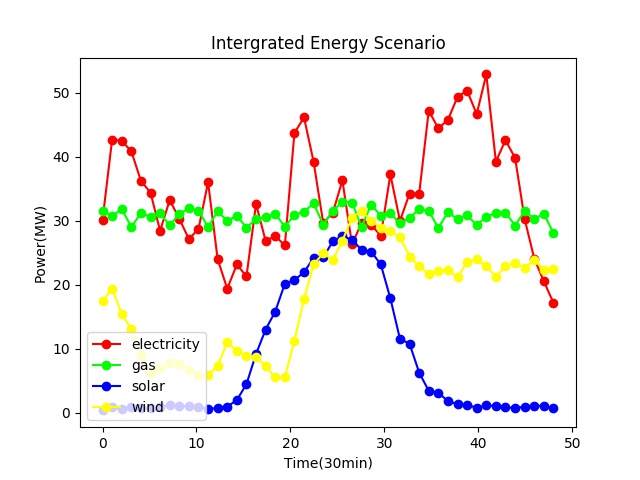 Intergrated Energy Scenario
Power(MW)
50
40
30
20
10
0
electricity
gas
solar
wind
0 10 20 30 40 50
Time(30min)